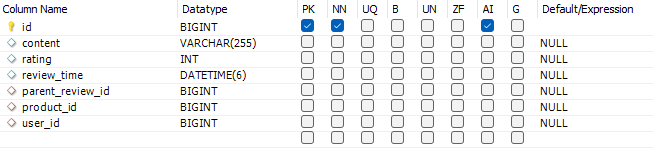 Column Name Datatype PK NN UQ B UN ZF AI G Default/Expression
id BIGINT
content VARCHAR(255) NULL
rating INT NULL
review_time DATETIME(6) NULL
parent_review_id BIGINT NULL
product_id BIGINT NULL
user_id BIGINT NULL